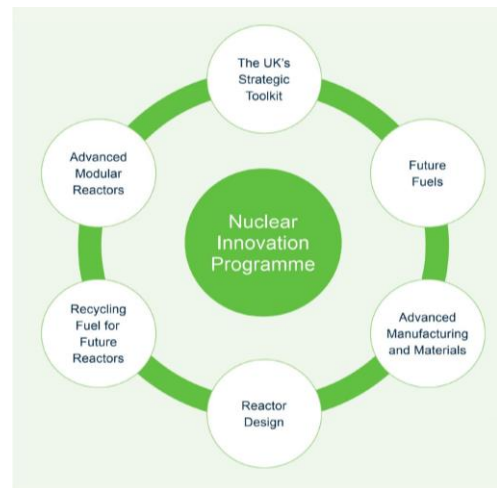 The UK's
Strategic
Toolkit
Future
Fuels
Advanced
Manufacturing
and Materials
Reactor
Design
Recycling
Fuel for
Future
Reactors
Advanced
Modular
Reactors
Nuclear
Innovation
Programme